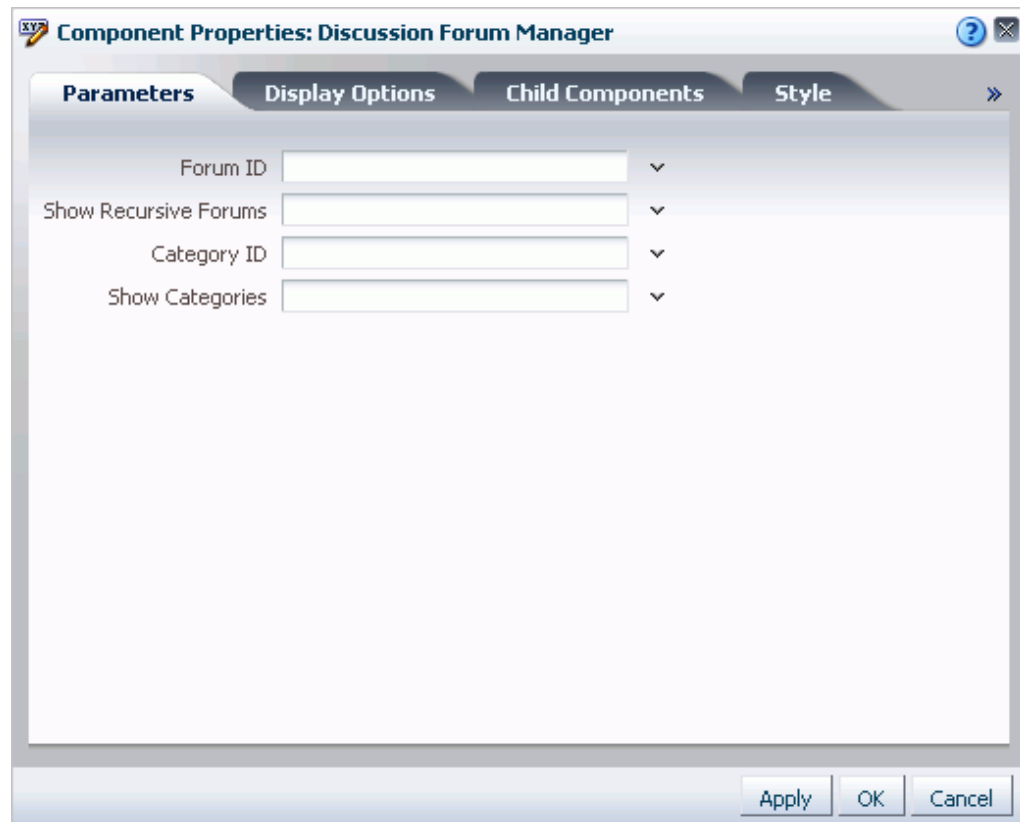 Component Properties: Discussion Forum Manager
Parameters Display Options Child Components Style »
Forum ID
Show Recursive Forums
Category ID
Show Categories
Apply OK Cancel